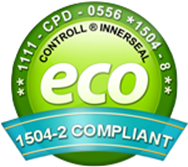 ★★ 1111 - CPD - 0556 ★ 1504 - 8 ★★
CONTROLL ® INNERSEAL
eco
1504-2 COMPLIANT